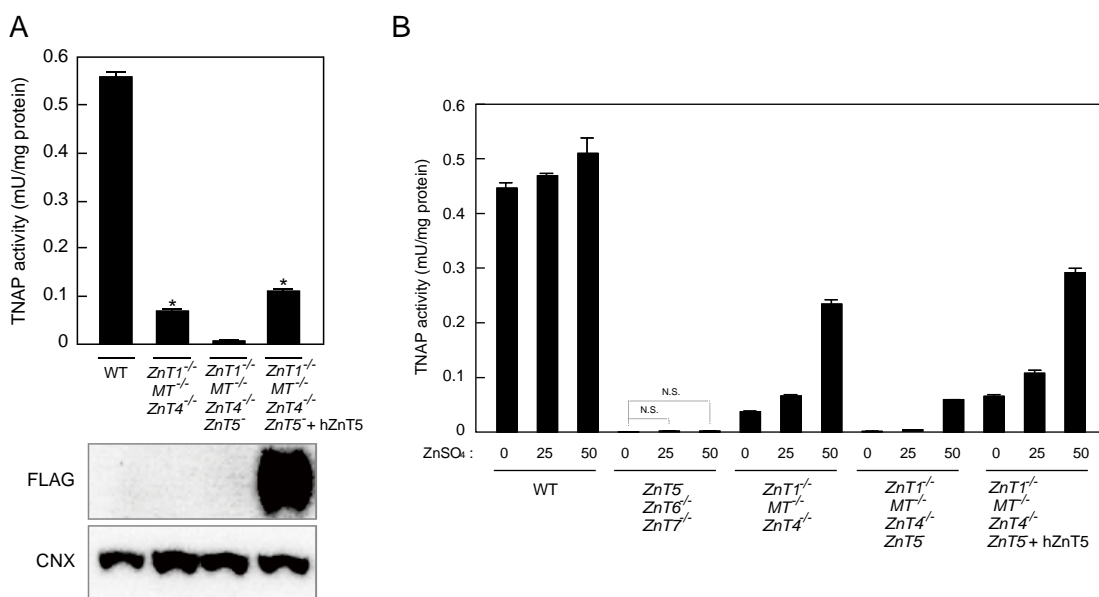 A
TNAP activity (mU/mg protein)
0.6
0.5
0.4
0.3
0.2
0.1
0
*
*
WT
ZnT1-/-
MT-/-
ZnT4-/-
ZnT1-/-
MT-/-
ZnT4-/-
ZnT5-
ZnT1-/-
MT-/-
ZnT4-/-
ZnT5- + hZnT5
FLAG
CNX
B
TNAP activity (mU/mg protein)
0.6
0.5
0.4
0.3
0.2
0.1
0
N.S.
N.S.
ZnSO4 : 0 25 50 0 25 50 0 25 50 0 25 50 0 25 50
WT
ZnT5
ZnT6-/-
ZnT7-/-
ZnT1-/-
MT-/-
ZnT4-/-
ZnT1-/-
MT-/-
ZnT4-/-
ZnT5
ZnT1-/-
MT-/-
ZnT4-/-
ZnT5 + hZnT5